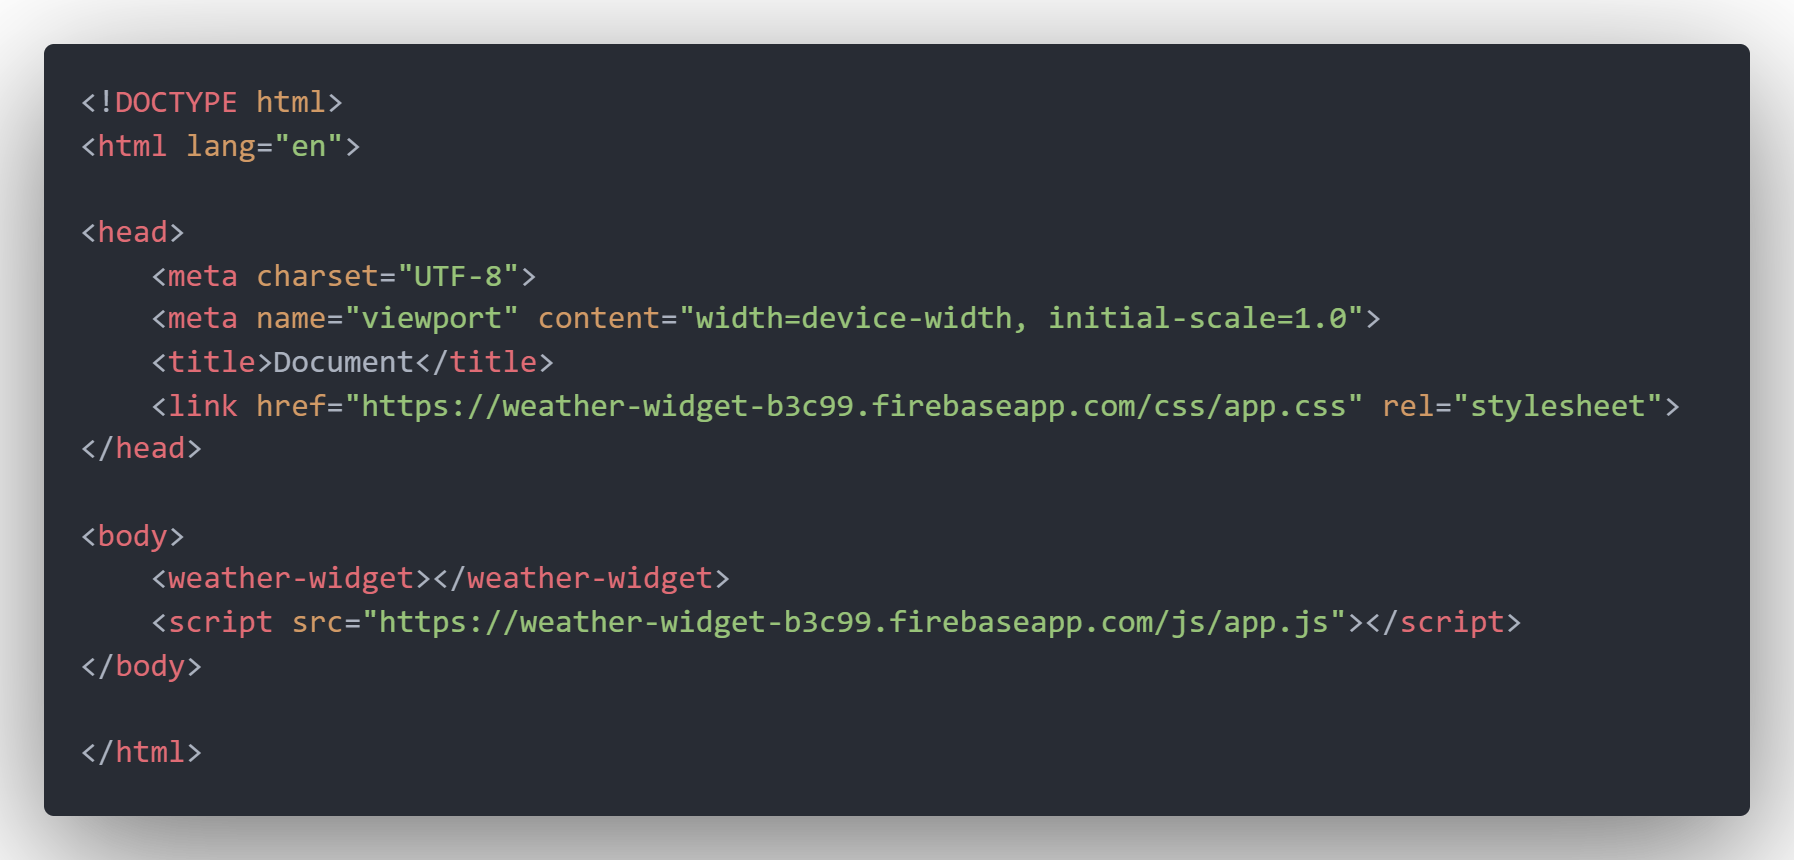 <!DOCTYPE html>
<html lang="en">

<head>
    <meta charset="UTF-8">
    <meta name="viewport" content="width=device-width, initial-scale=1.0">
    <title>Document</title>
    <link href="https://weather-widget-b3c99.firebaseapp.com/css/app.css" rel="stylesheet">
</head>

<body>
    <weather-widget></weather-widget>
    <script src="https://weather-widget-b3c99.firebaseapp.com/js/app.js"></script>
</body>

</html>